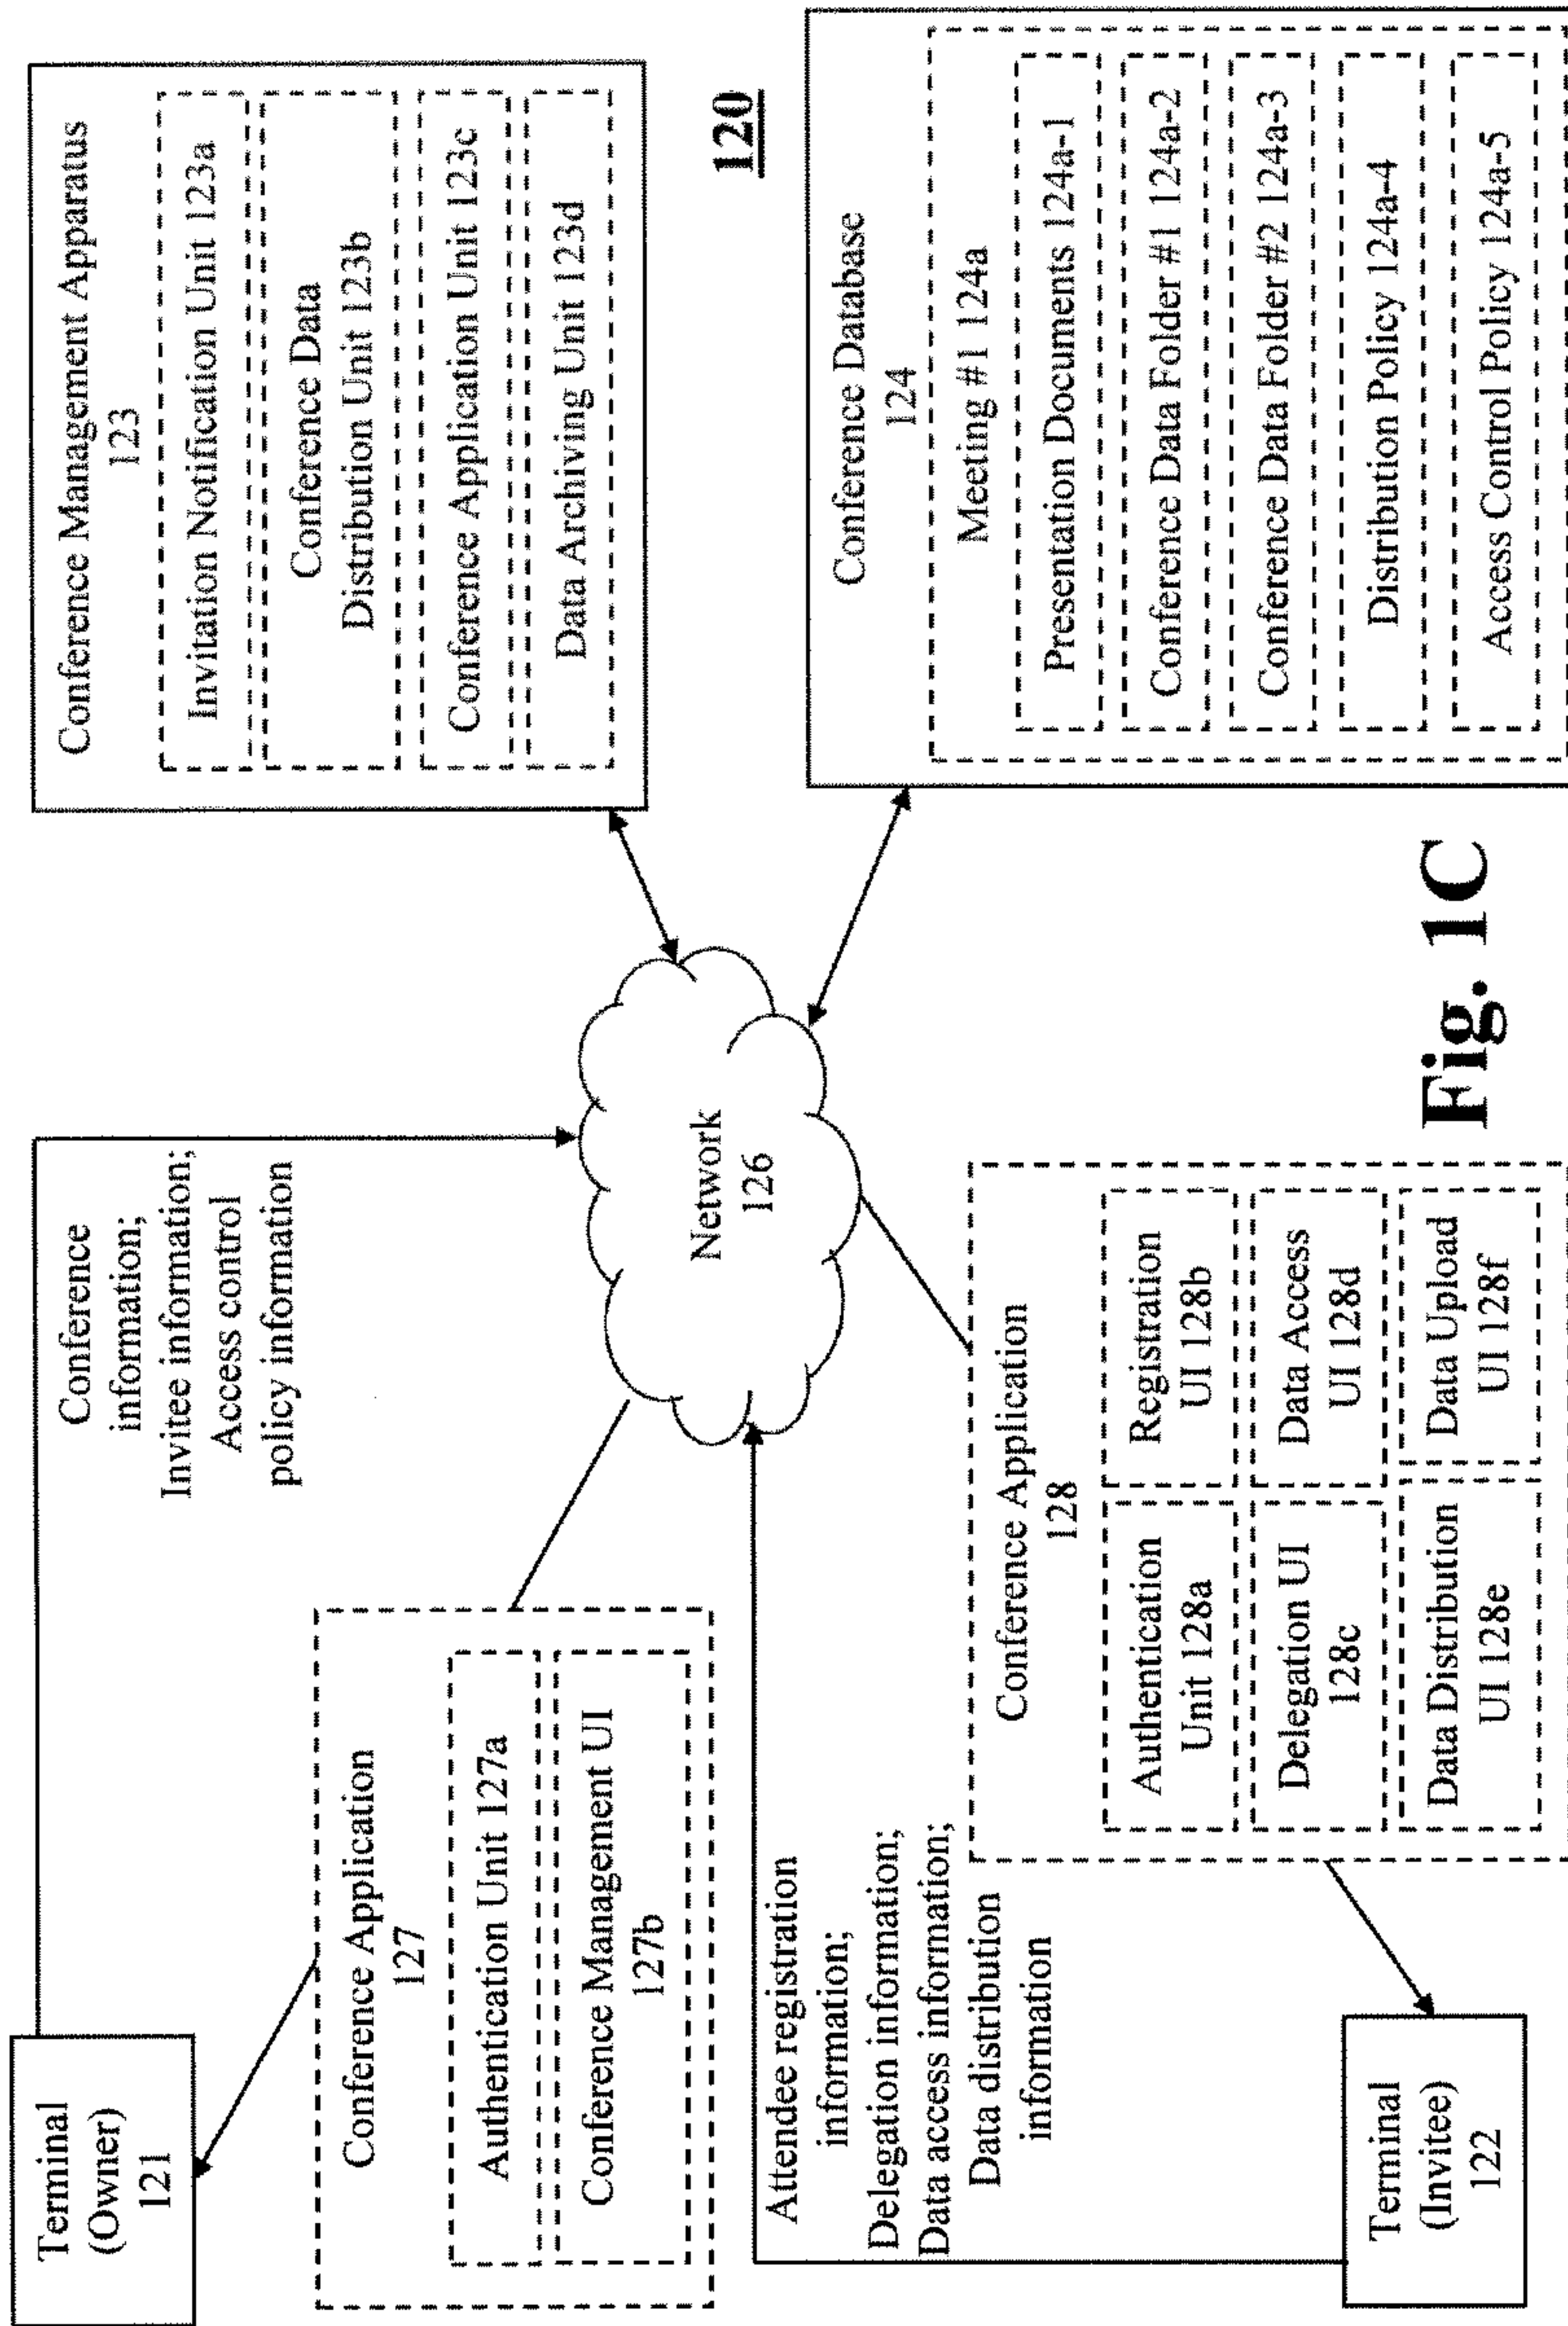 Terminal
(Owner)
121
Conference
information;
Invitee information;
Access control
policy information
Conference Management Apparatus
123
Invitation Notification Unit 123a
Conference Data
Distribution Unit 123b
Conference Application Unit 123c
Data Archiving Unit 123d
Conference Application
127
Authentication Unit 127a
Conference Management UI
127b
Network
126
120
Attendee registration
information;
Delegation information;
Data access information;
Data distribution
information
Conference Application
128
Authentication
Unit 128a
Registration
UI 128b
Delegation UI
128c
Data Access
UI 128d
Data Distribution
UI 128e
Data Upload
UI 128f
Conference Database
124
Meeting #1 124a
Presentation Documents 124a-1
Conference Data Folder #1 124a-2
Conference Data Folder #2 124a-3
Distribution Policy 124a-4
Access Control Policy 124a-5
Terminal
(Invitee)
122
Fig. 1C